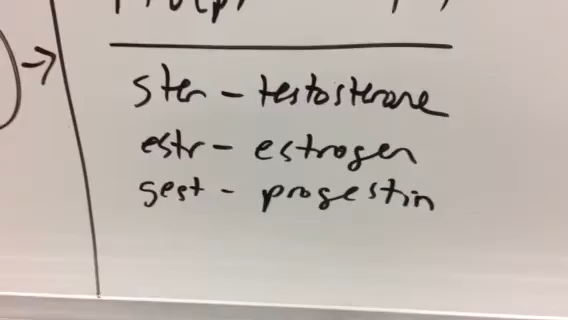 ster - testosterone
estr - estrogen
gest - progestin